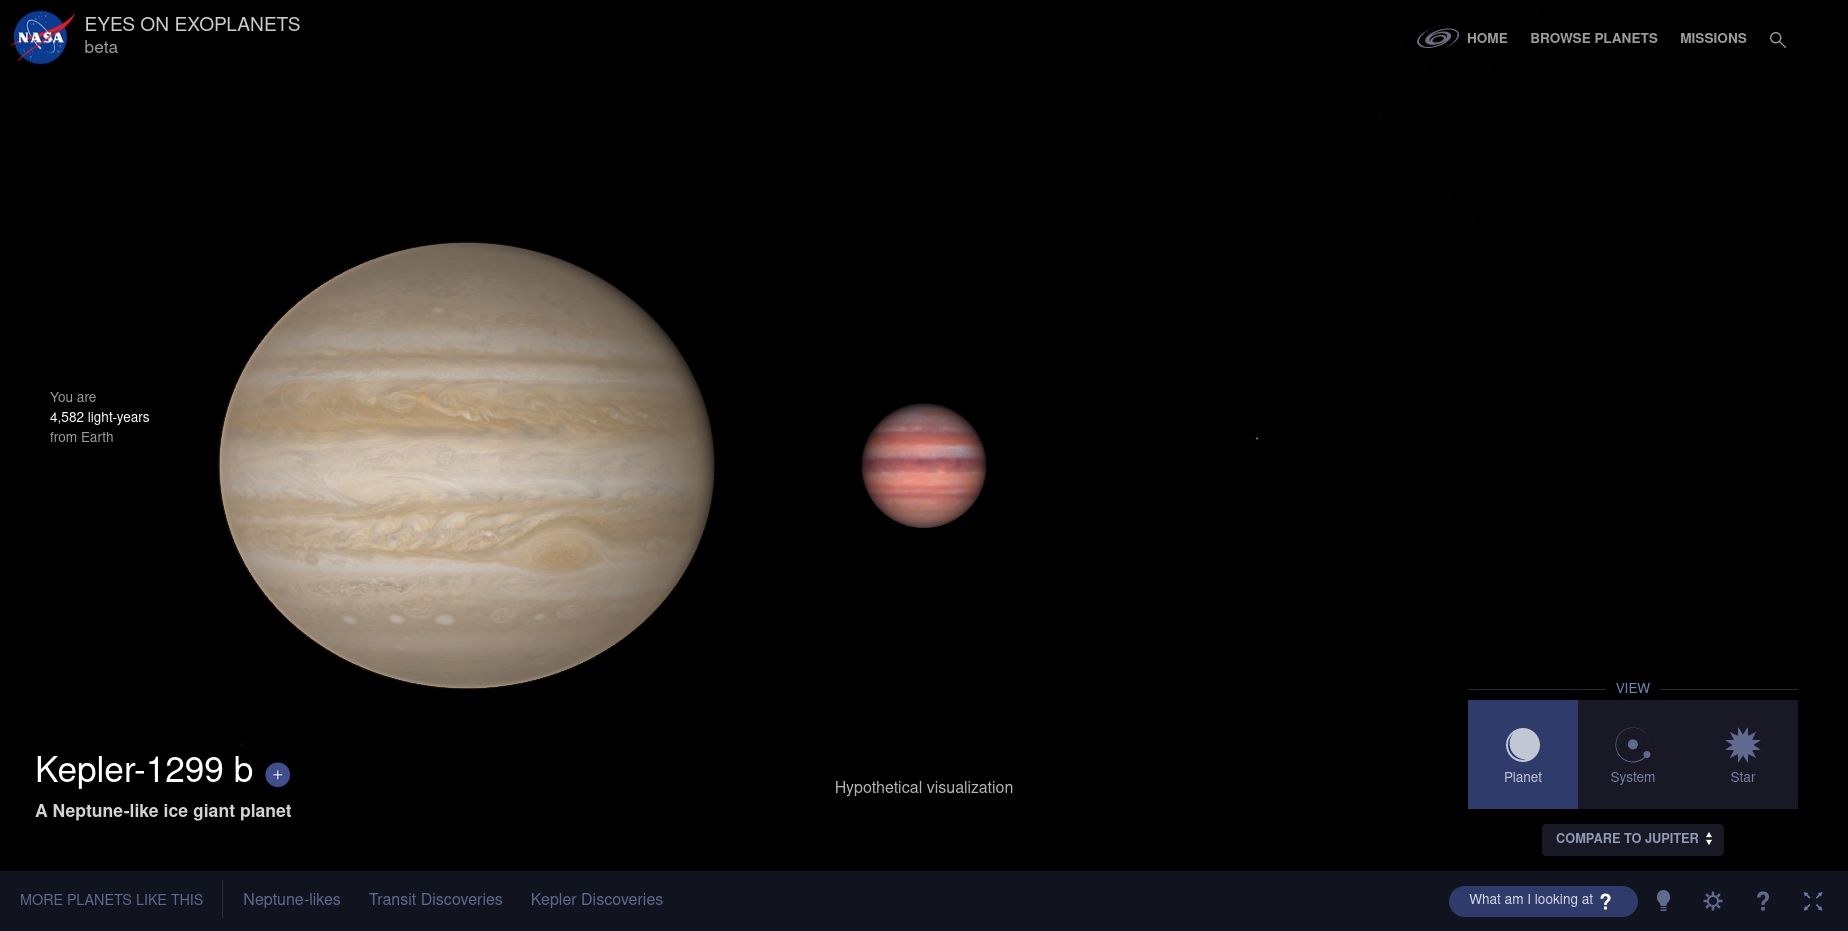 NASA
EYES ON EXOPLANETS
beta
HOME
BROWSE PLANETS
MISSIONS
You are
4,582 light-years
from Earth
Kepler-1299 b +
A Neptune-like ice giant planet
Hypothetical visualization
VIEW
Planet
System
Star
COMPARE TO JUPITER
MORE PLANETS LIKE THIS
Neptune-likes
Transit Discoveries
Kepler Discoveries
What am I looking at ?
?